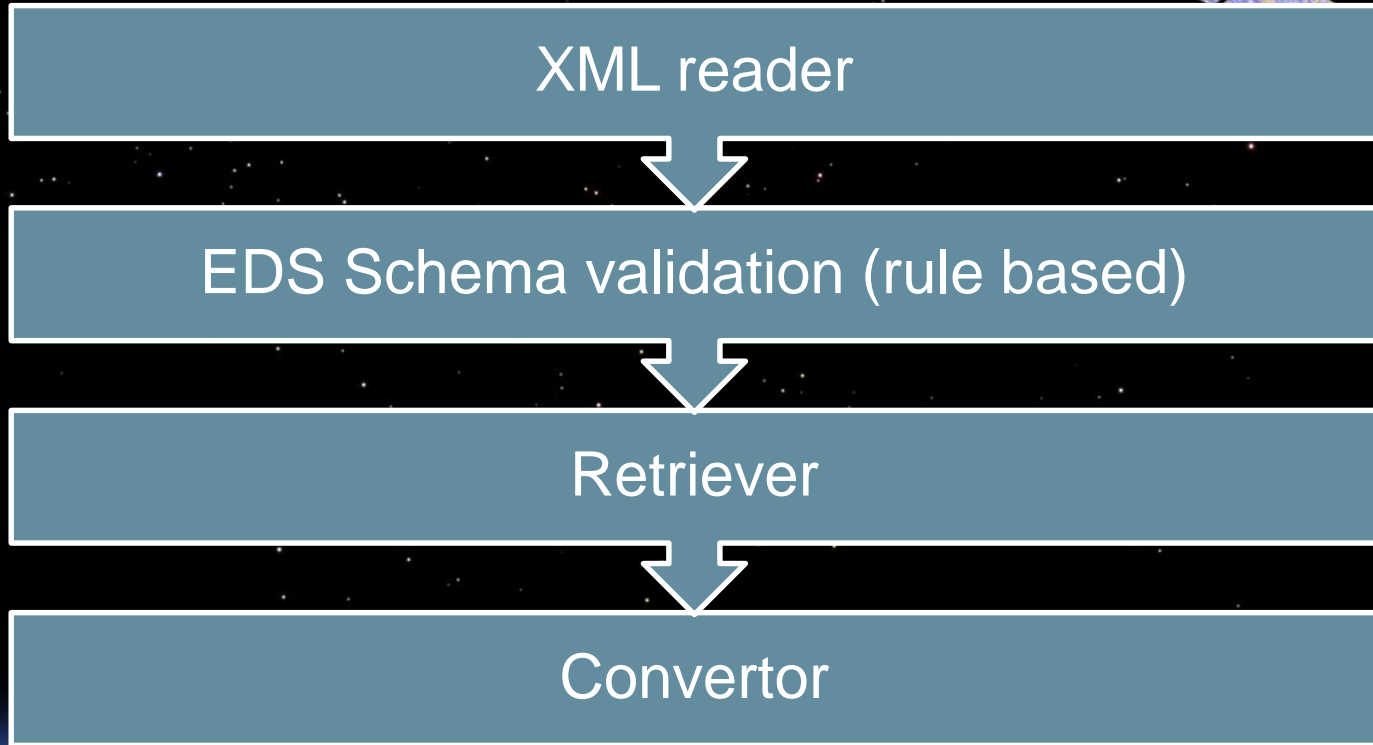 XML reader
EDS Schema validation (rule based)
Retriever
Convertor